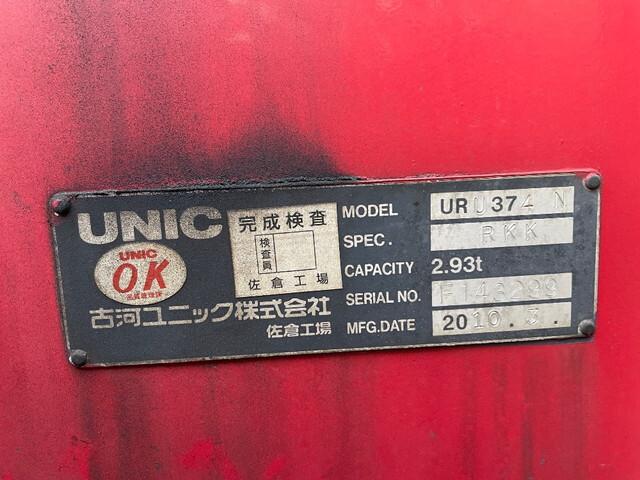 UNIC
UNIC
OK
完成検査
検査員
佐倉工場
古河ユニック株式会社
佐倉工場
MODEL URU374N
SPEC. RKK
CAPACITY 2.93t
SERIAL NO. F143299
MFG.DATE 2010.3.